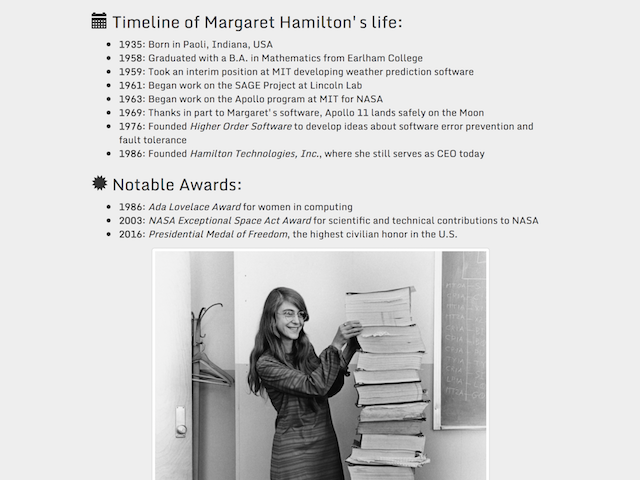 Timeline of Margaret Hamilton's life:
1935: Born in Paoli, Indiana, USA
1958: Graduated with a B.A. in Mathematics from Earlham College
1959: Took an interim position at MIT developing weather prediction software
1961: Began work on the SAGE Project at Lincoln Lab
1963: Began work on the Apollo program at MIT for NASA
1969: Thanks in part to Margaret's software, Apollo 11 lands safely on the Moon
1976: Founded Higher Order Software to develop ideas about software error prevention and
fault tolerance
1986: Founded Hamilton Technologies, Inc., where she still serves as CEO today
Notable Awards:
1986: Ada Lovelace Award for women in computing
2003: NASA Exceptional Space Act Award for scientific and technical contributions to NASA
2016: Presidential Medal of Freedom, the highest civilian honor in the U.S.